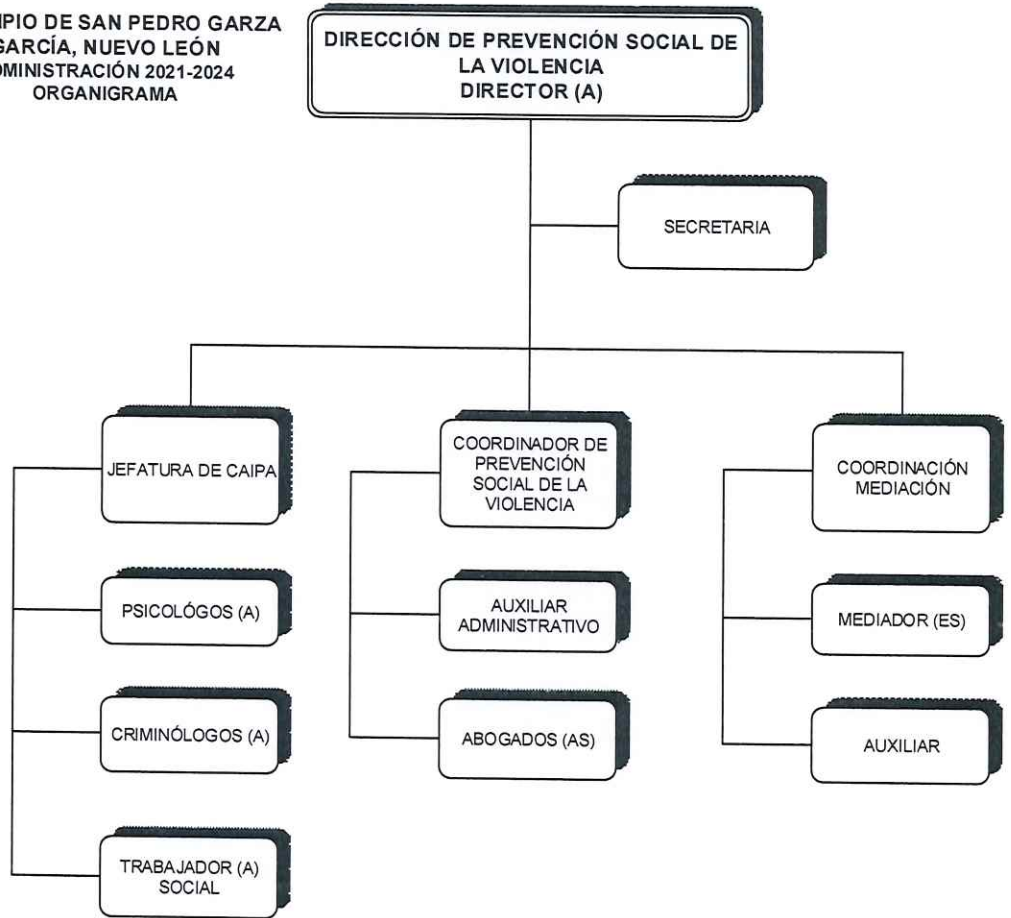 IPIO DE SAN PEDRO GARZA
GARCÍA, NUEVO LEÓN
DMINISTRACIÓN 2021-2024
ORGANIGRAMA
DIRECCIÓN DE PREVENCIÓN SOCIAL DE
LA VIOLENCIA
DIRECTOR (A)
SECRETARIA
JEFATURA DE CAIPA
PSICOLÓGOS (A)
CRIMINÓLOGOS (A)
TRABAJADOR (A)
SOCIAL
COORDINADOR DE
PREVENCIÓN
SOCIAL DE LA
VIOLENCIA
AUXILIAR
ADMINISTRATIVO
ABOGADOS (AS)
COORDINACIÓN
MEDIACIÓN
MEDIADOR (ES)
AUXILIAR